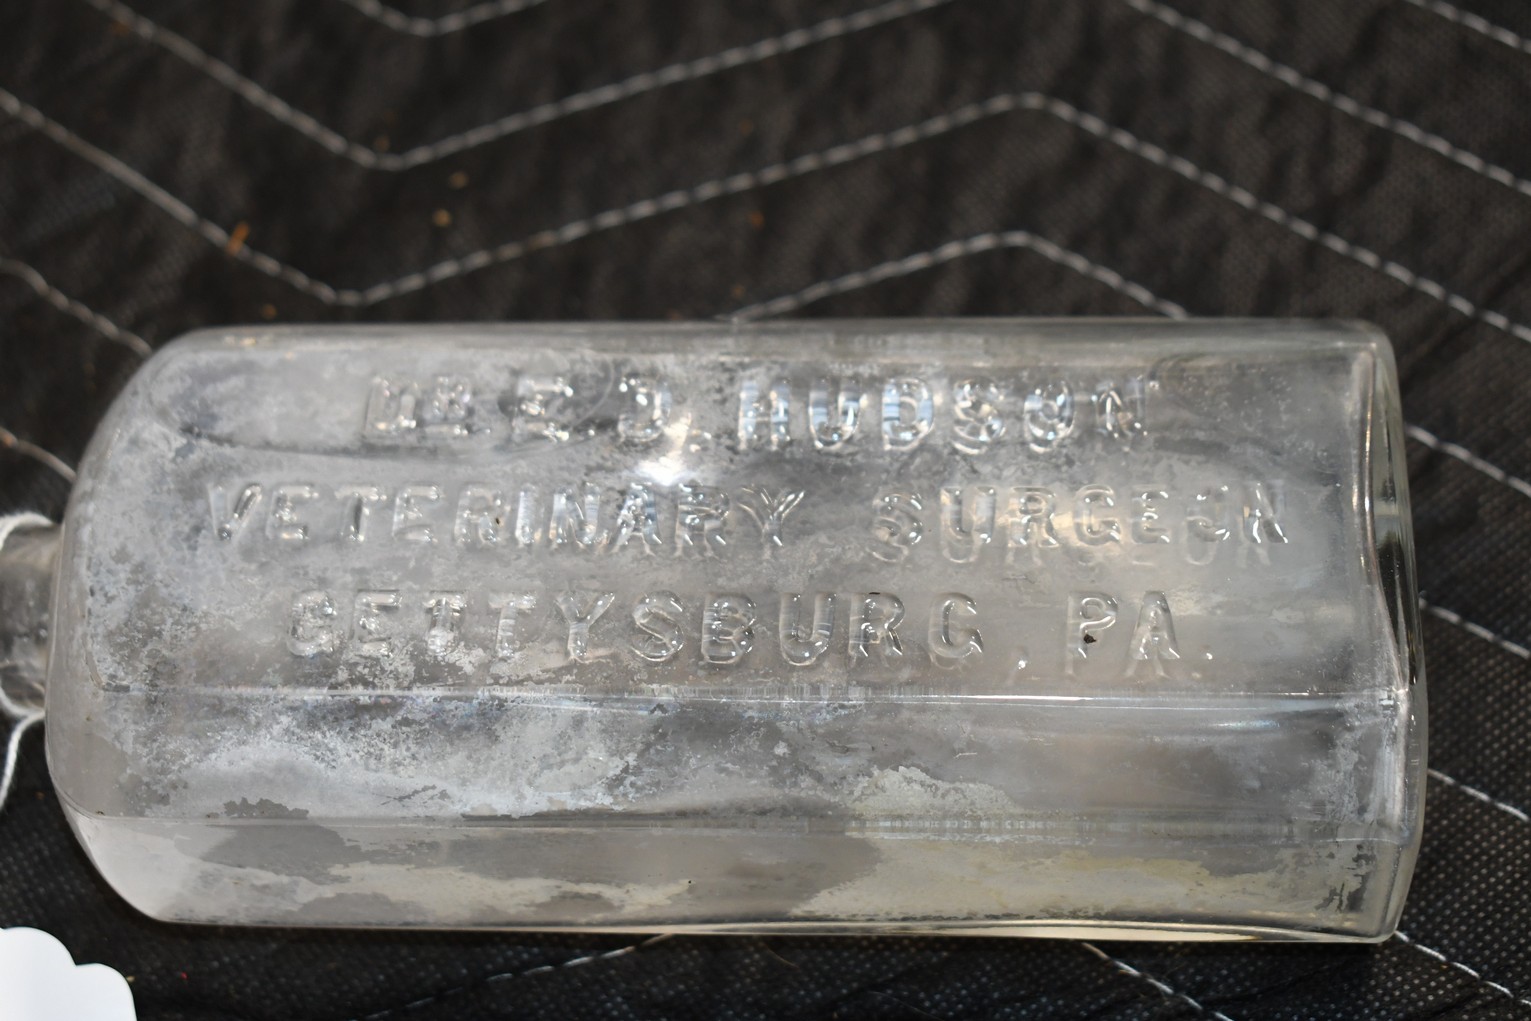 DR. E. D. HUDSON
VETERINARY SURGEON
GETTYSBURG, PA.